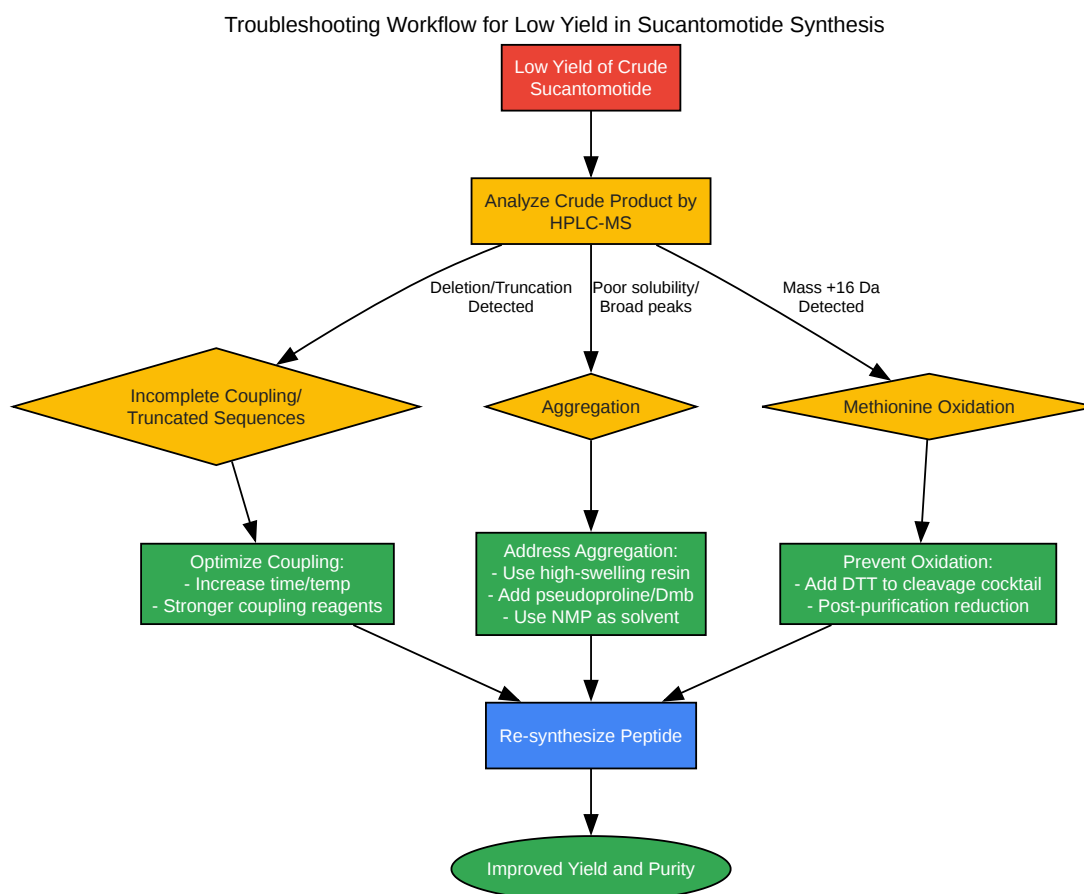 Troubleshooting Workflow for Low Yield in Sucantomotide Synthesis
Low Yield of Crude
Sucantomotide
Analyze Crude Product by
HPLC-MS
Deletion/Truncation
Detected
Poor solubility/
Broad peaks
Mass +16 Da
Detected
Incomplete Coupling/
Truncated Sequences
Aggregation
Methionine Oxidation
Optimize Coupling:
- Increase time/temp
- Stronger coupling reagents
Address Aggregation:
- Use high-swelling resin
- Add pseudoproline/Dmb
- Use NMP as solvent
Prevent Oxidation:
- Add DTT to cleavage cocktail
- Post-purification reduction
Re-synthesize Peptide
Improved Yield and Purity